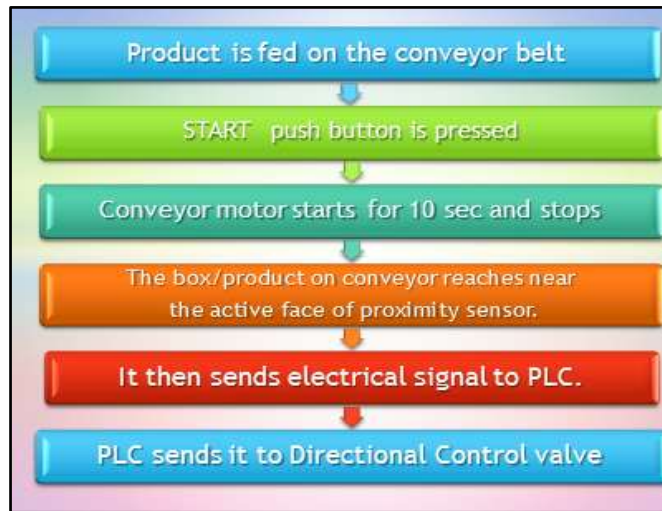 Product is fed on the conveyor belt
START push button is pressed
Conveyor motor starts for 10 sec and stops
The box/product on conveyor reaches near
the active face of proximity sensor.
It then sends electrical signal to PLC.
PLC sends it to Directional Control valve